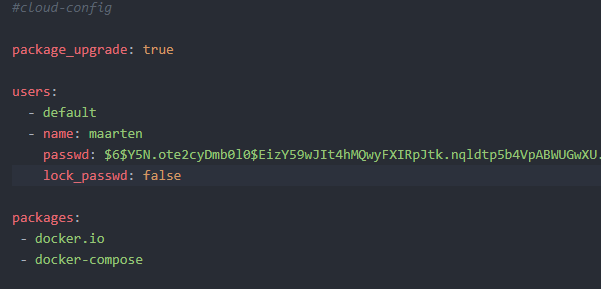 #cloud-config
package_upgrade: true
users:
- default
- name: maarten
passwd: $6$Y5N.ote2cyDmb0l0$EizY59wJIt4hMQwyFXIRpJtk.nqldtp5b4VpABWUGwXU.
lock_passwd: false
packages:
- docker.io
- docker-compose